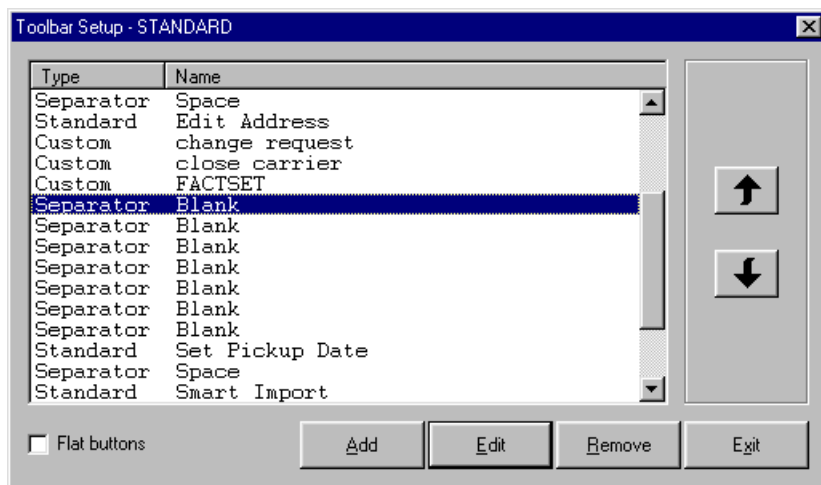 Toolbar Setup - STANDARD
Type Name
Separator Space
Standard Edit Address
Custom change request
Custom close carrier
Custom FACTSET
Separator Blank
Separator Blank
Separator Blank
Separator Blank
Separator Blank
Separator Blank
Separator Blank
Standard Set Pickup Date
Separator Space
Standard Smart Import
Flat buttons Add Edit Remove Exit